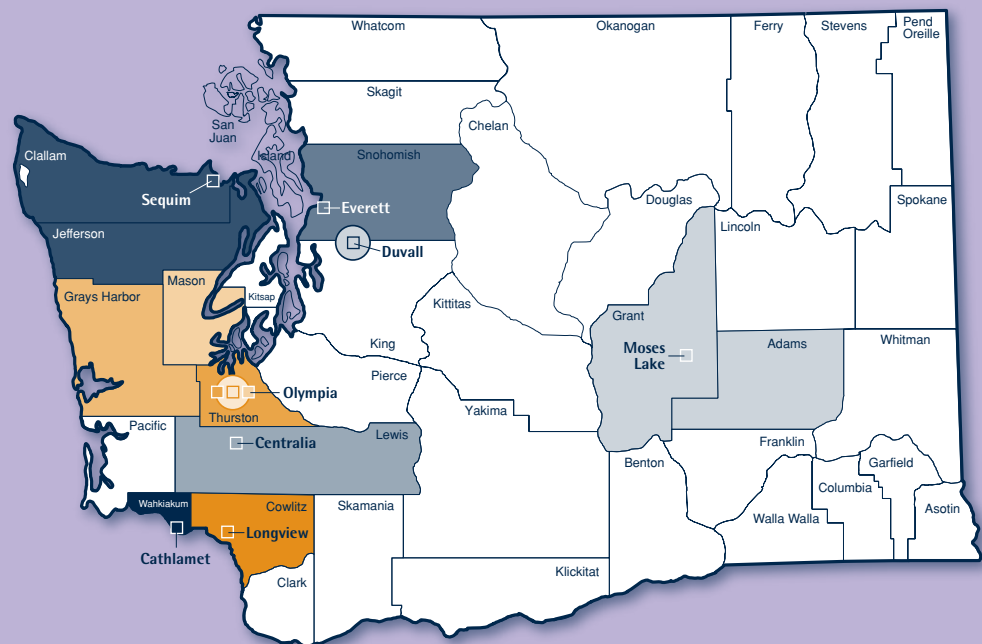 Whatcom
Okanogan
Ferry
Stevens
Pend
Oreille
Skagit
San
Juan
Island
Chelan
Clallam
Snohomish
Sequim
Everett
Douglas
Spokane
Jefferson
Duvall
Lincoln
Mason
Grays Harbor
Kitsap
Kittitas
Grant
King
Moses
Lake
Adams
Whitman
Pierce
Olympia
Yakima
Thurston
Pacific
Centralia
Lewis
Franklin
Benton
Garfield
Columbia
Wahkiakum
Cowlitz
Skamania
Asotin
Walla Walla
Longview
Cathlamet
Klickitat
Clark